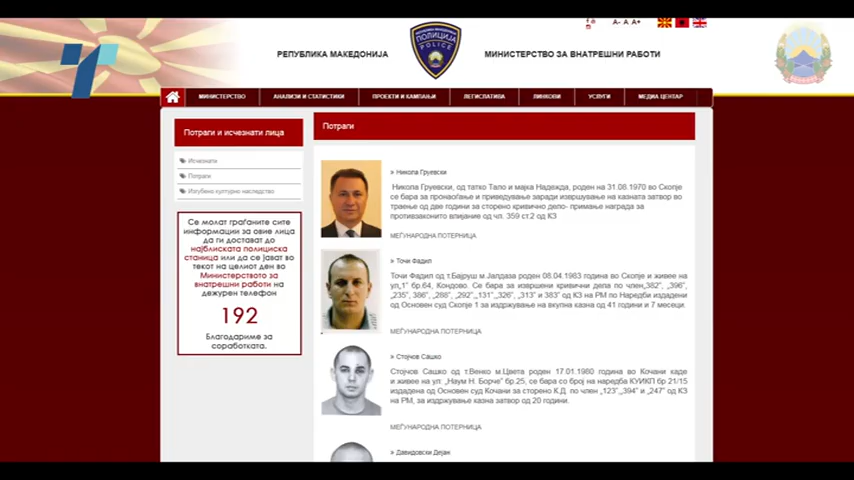 A- A A+
РЕПУБЛИКА МАКЕДОНИЈА
ПОЛИЦИЈА
POLICE
МИНИСТЕРСТВО ЗА ВНАТРЕШНИ РАБОТИ
МИНИСТЕРСТВО
АНАЛИЗИ И СТАТИСТИКИ
ПРОЕКТИ И КАМПАЊИ
ЛЕГИСЛАТИВА
ЛИНКОВИ
УСЛУГИ
МЕДИА ЦЕНТАР
Потраги и исчезнати лица
Исчезнати
Потраги
Изгубено културно наследство
Се молат граѓаните сите
информации за овие лица
да ги достават до
најблиската полициска
станица или да се јават во
текот на целиот ден во
Министерството за
внатрешни работи на
дежурен телефон
192
Благодариме за
соработката.
Потраги
» Никола Груевски
Никола Груевски, од татко Тало и мајка Надежда, роден на 31.08.1970 во Скопје
се бара за пронаоѓање и приведување заради извршување на казната затвор во
траење од две години за сторено кривично дело- примање награда за
противзаконито влијание од чл. 359 ст.2 од КЗ
МЕЃУНАРОДНА ПОТЕРНИЦА
» Точи Фадил
Точи Фадил од т.Бајруш м Јалдаза роден 08.04.1983 година во Скопје и живее на
ул„1" бр.64, Кондово. Се бара за извршени кривични дела по член„382", „396",
„235", 386", „288", „292",„131",„326", „313" и 383" од КЗ на РМ по Наредби издадени
од Основен суд Скопје 1 за издржување на вкупна казна од 41 години и 7 месеци.
МЕЃУНАРОДНА ПОТЕРНИЦА
» Стојчов Сашко
Стојчов Сашко од т.Венко м.Цвета роден 17.01.1980 година во Кочани каде
и живее на ул. „Наум Н. Борче" бр.25, се бара со број на наредба КУИКП бр 21/15
издадена од Основен суд Кочани за сторено К.Д. по член „123",„394" и „247" од КЗ
на РМ, за издржување казна затвор од 20 години.
МЕЃУНАРОДНА ПОТЕРНИЦА
» Давидовски Дејан